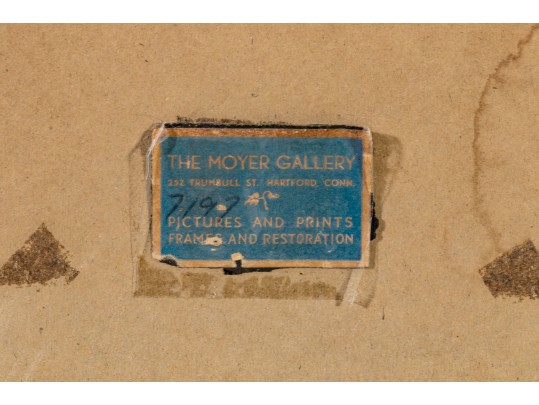 THE MOYER GALLERY
252 TRUMBULL ST. HARTFORD, CONN.
7197
PICTURES AND PRINTS
FRAMES AND RESTORATION